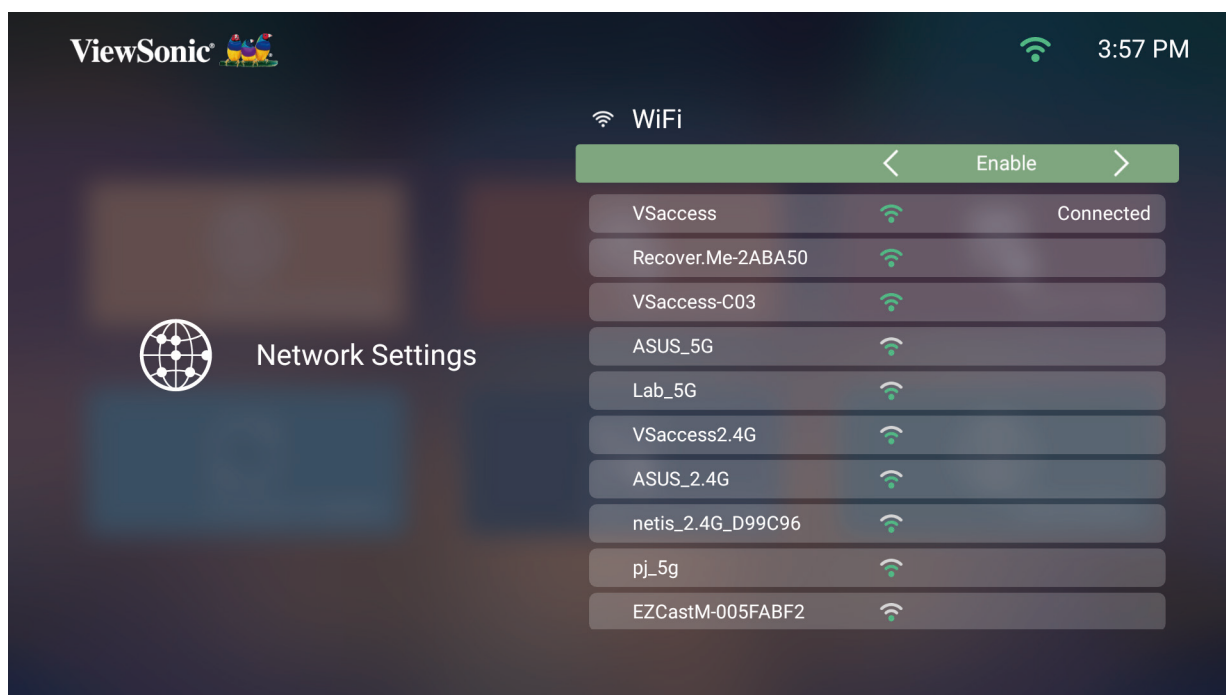 ViewSonic®
3:57 PM
WiFi
Enable
VSaccess Connected
Recover.Me-2ABA50
VSaccess-C03
ASUS_5G
Network Settings
Lab_5G
VSaccess2.4G
ASUS_2.4G
netis_2.4G_D99C96
pj_5g
EZCastM-005FABF2